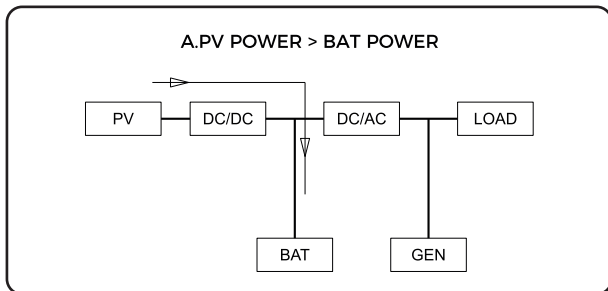 A.PV POWER > BAT POWER
PV DC/DC DC/AC LOAD
BAT GEN